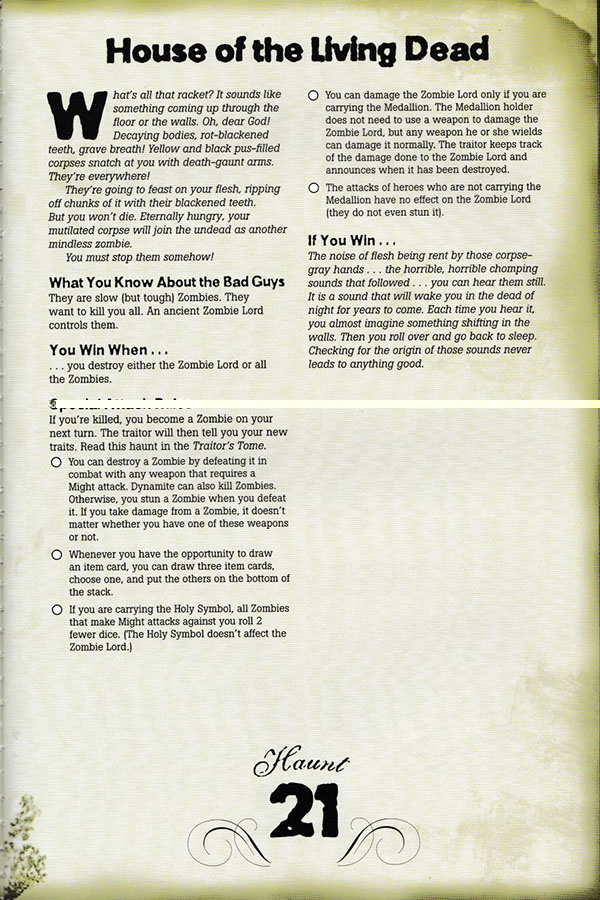 House of the Living Dead
What's all that racket? It sounds like
something coming up through the
floor or the walls. Oh, dear God!
Decaying bodies, rot-blackened
teeth, grave breath! Yellow and black pus-filled
corpses snatch at you with death-gaunt arms.
They're everywhere!
They're going to feast on your flesh, ripping
off chunks of it with their blackened teeth.
But you won't die. Eternally hungry, your
mutilated corpse will join the undead as another
mindless zombie.
You must stop them somehow!
What You Know About the Bad Guys
They are slow (but tough) Zombies. They
want to kill you all. An ancient Zombie Lord
controls them.
You Win When . . .
. . . you destroy either the Zombie Lord or all
the Zombies.
Special Attack Rules
If you're killed, you become a Zombie on your
next turn. The traitor will then tell you your new
traits. Read this haunt in the Traitor's Tome.
You can destroy a Zombie by defeating it in
combat with any weapon that requires a
Might attack. Dynamite can also kill Zombies.
Otherwise, you stun a Zombie when you defeat
it. If you take damage from a Zombie, it doesn't
matter whether you have one of these weapons
or not.
Whenever you have the opportunity to draw
an item card, you can draw three item cards,
choose one, and put the others on the bottom of
the stack.
If you are carrying the Holy Symbol, all Zombies
that make Might attacks against you roll 2
fewer dice. (The Holy Symbol doesn't affect the
Zombie Lord.)
You can damage the Zombie Lord only if you are
carrying the Medallion. The Medallion holder
does not need to use a weapon to damage the
Zombie Lord, but any weapon he or she wields
can damage it normally. The traitor keeps track
of the damage done to the Zombie Lord and
announces when it has been destroyed.
The attacks of heroes who are not carrying the
Medallion have no effect on the Zombie Lord
(they do not even stun it).
If You Win . . .
The noise of flesh being rent by those corpse-
gray hands . . . the horrible, horrible chomping
sounds that followed . . . you can hear them still.
It is a sound that will wake you in the dead of
night for years to come. Each time you hear it,
you almost imagine something shifting in the
walls. Then you roll over and go back to sleep.
Checking for the origin of those sounds never
leads to anything good.
Haunt
21